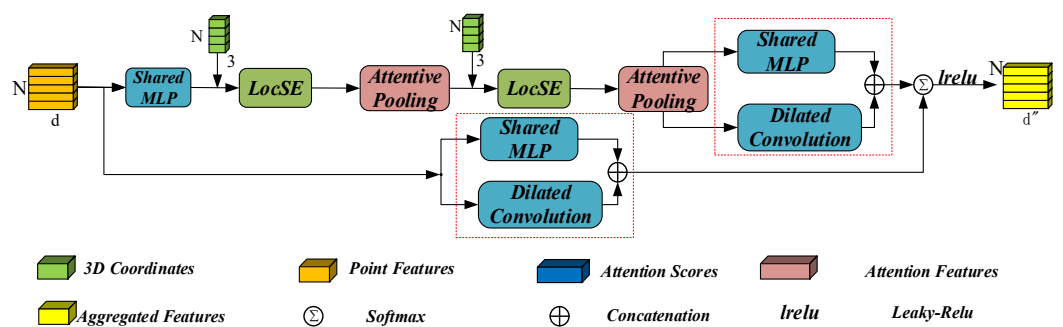 N
d
Shared
MLP
N
3
LocSE
Attentive
Pooling
N
3
LocSE
Attentive
Pooling
Shared
MLP
Dilated
Convolution
Σ
lrelu
N
d″
Shared
MLP
Dilated
Convolution
3D Coordinates
Point Features
Attention Scores
Attention Features
Aggregated Features
Σ
Softmax
Concatenation
lrelu
Leaky-Relu